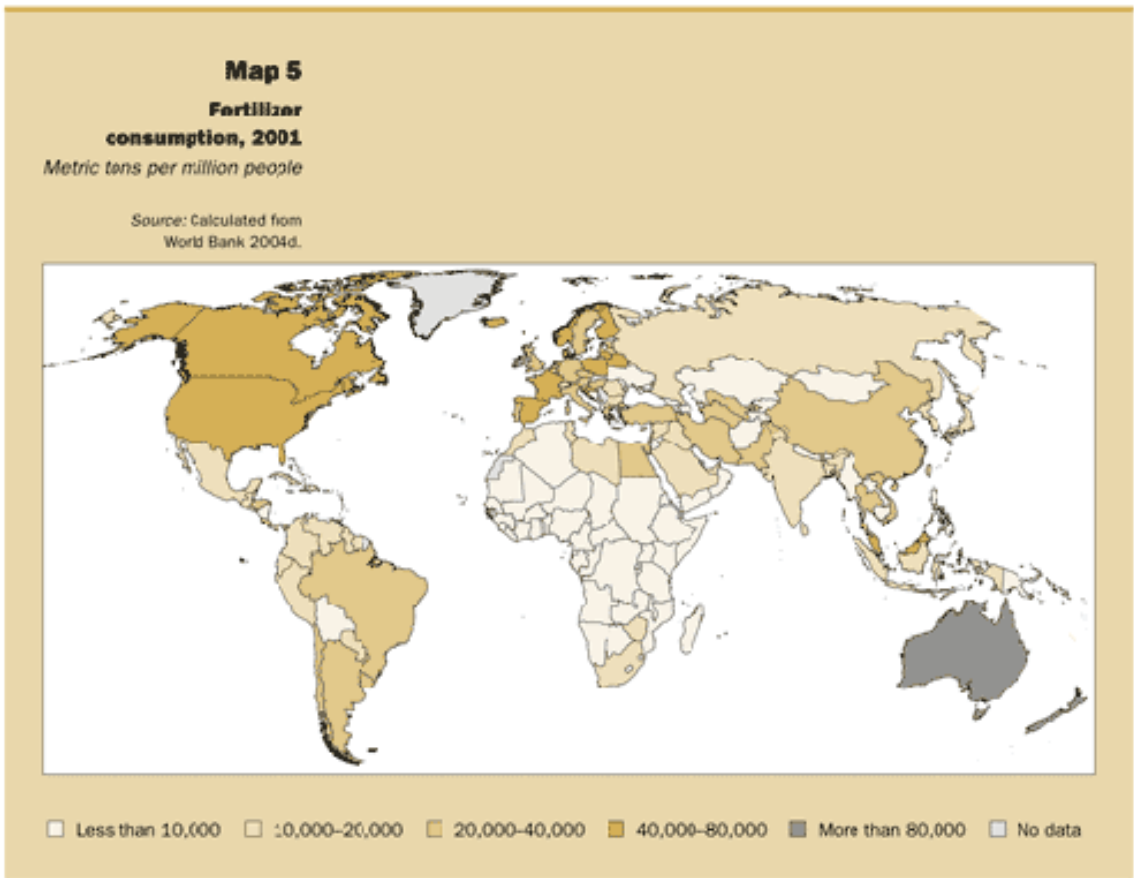 Map 5
Fertilizer
consumption, 2001
Metric tons per million people
Source: Calculated from
World Bank 2004d.
Less than 10,000
10,000–20,000
20,000–40,000
40,000–80,000
More than 80,000
No data